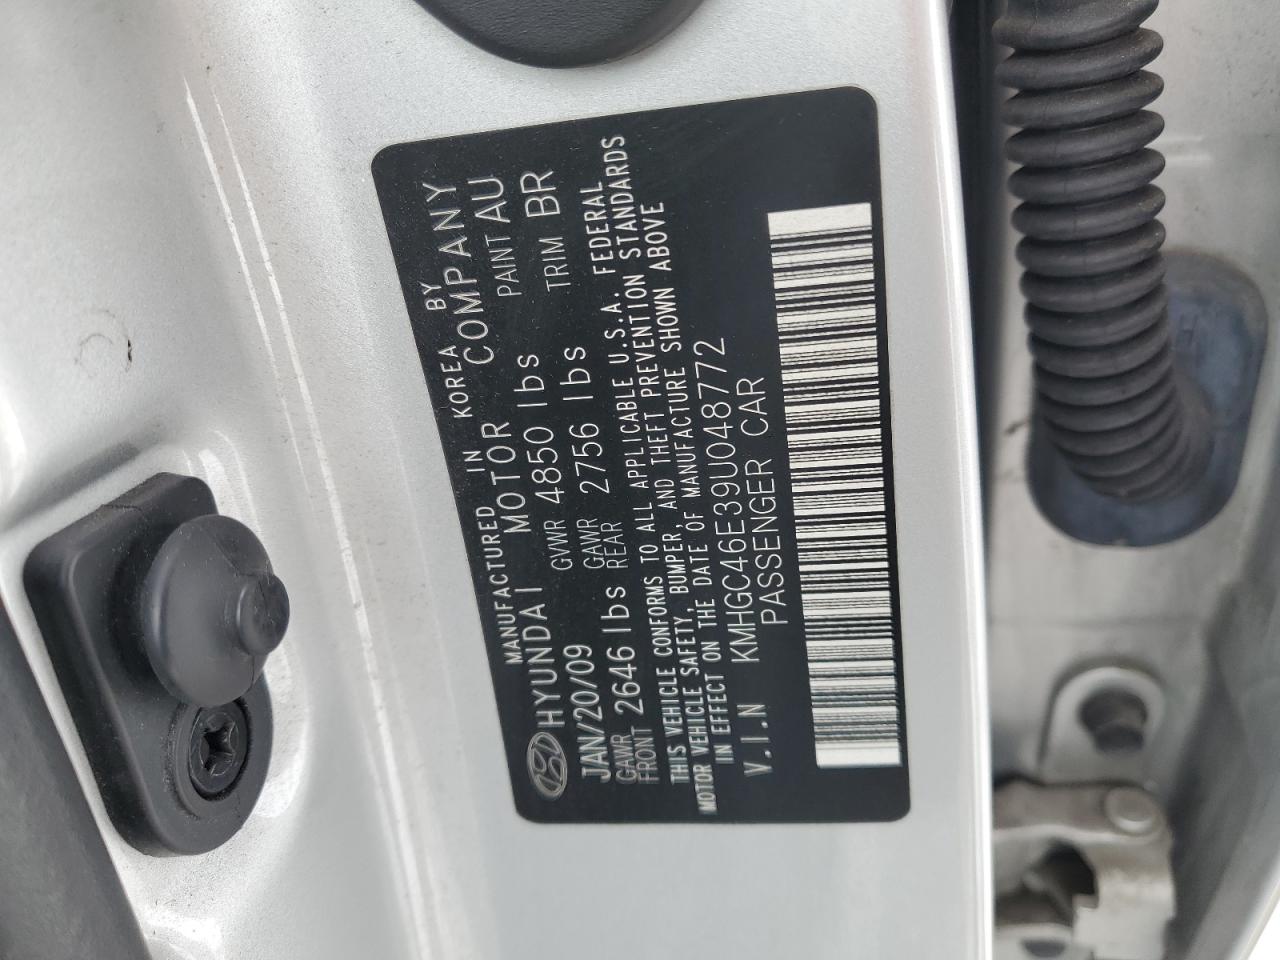 MANUFACTURED IN KOREA BY
HYUNDAI MOTOR COMPANY
JAN/20/09 GVWR 4850 lbs PAINT AU
GAWR FRONT 2646 lbs GAWR REAR 2756 lbs TRIM BR
THIS VEHICLE CONFORMS TO ALL APPLICABLE U.S.A. FEDERAL
MOTOR VEHICLE SAFETY, BUMPER, AND THEFT PREVENTION STANDARDS
IN EFFECT ON THE DATE OF MANUFACTURE SHOWN ABOVE
V.I.N KMHGC46E39U048772
PASSENGER CAR